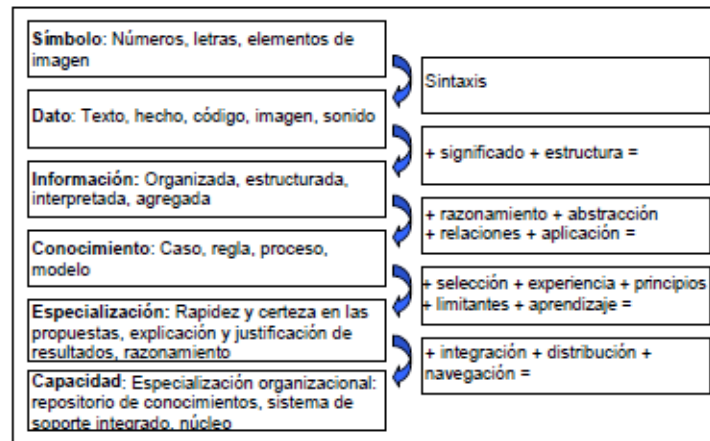 Símbolo: Números, letras, elementos de
imagen
Sintaxis
Dato: Texto, hecho, código, imagen, sonido
+ significado + estructura =
Información: Organizada, estructurada,
interpretada, agregada
+ razonamiento + abstracción
+ relaciones + aplicación =
Conocimiento: Caso, regla, proceso,
modelo
+ selección + experiencia + principios
+ limitantes + aprendizaje =
Especialización: Rapidez y certeza en las
propuestas, explicación y justificación de
resultados, razonamiento
+ integración + distribución +
navegación =
Capacidad: Especialización organizacional:
repositorio de conocimientos, sistema de
soporte integrado, núcleo